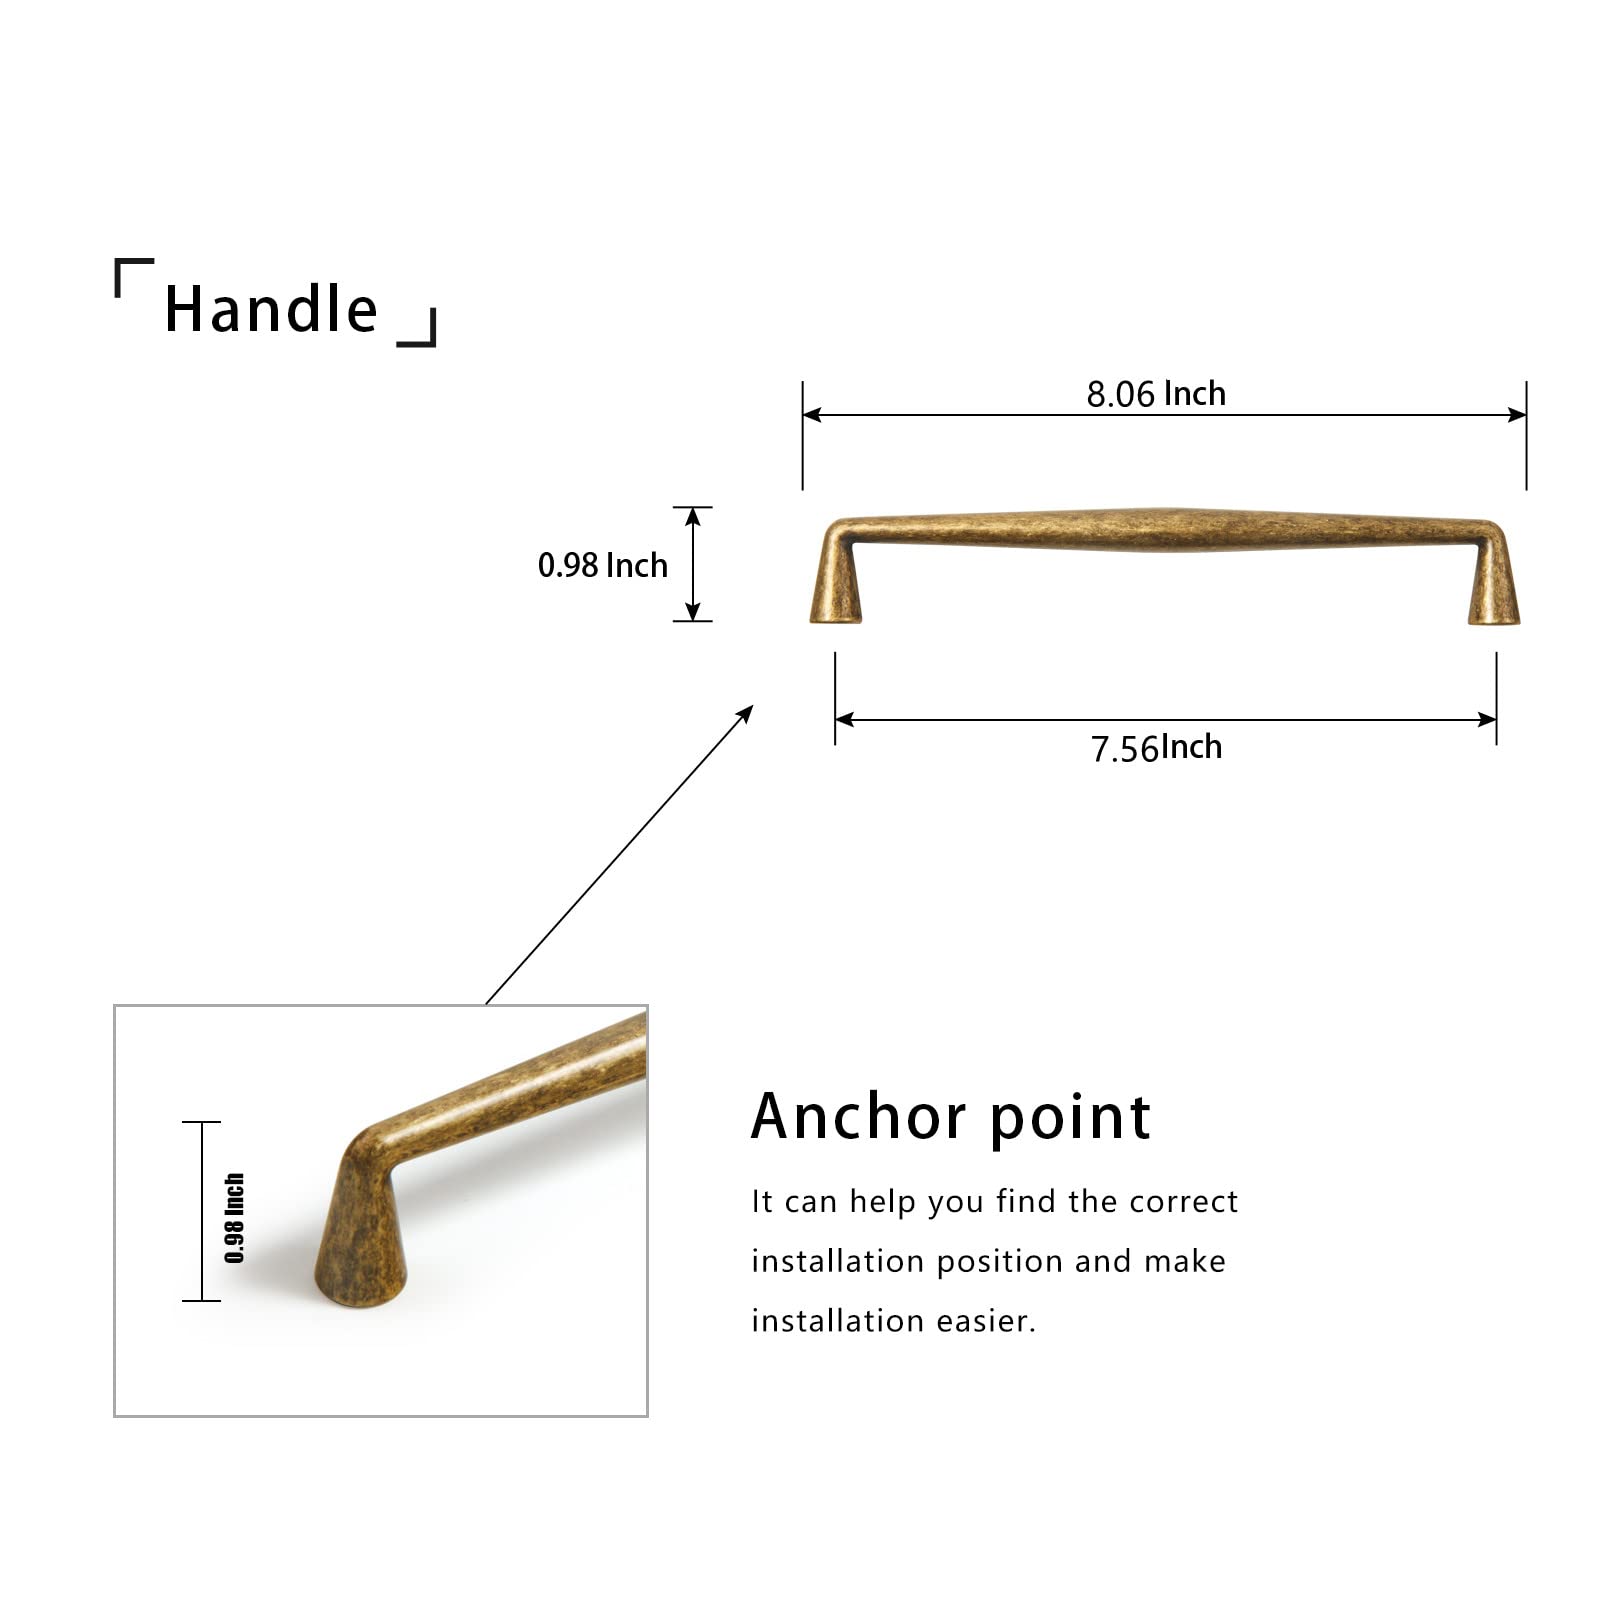 Handle
8.06 Inch
0.98 Inch
7.56Inch
0.98 Inch
Anchor point
It can help you find the correct
installation position and make
installation easier.